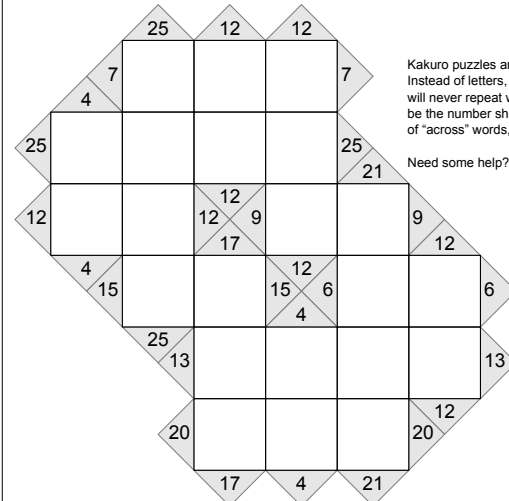 25 12 12
7 7
4
25 25
21
12 12 12 9 9
17 12
4 12
15 15 6 6
4
25
13 13
12
20 20
17 4 21
Kakuro puzzles ar
Instead of letters,
will never repeat w
be the number sh
of “across” words,
Need some help?